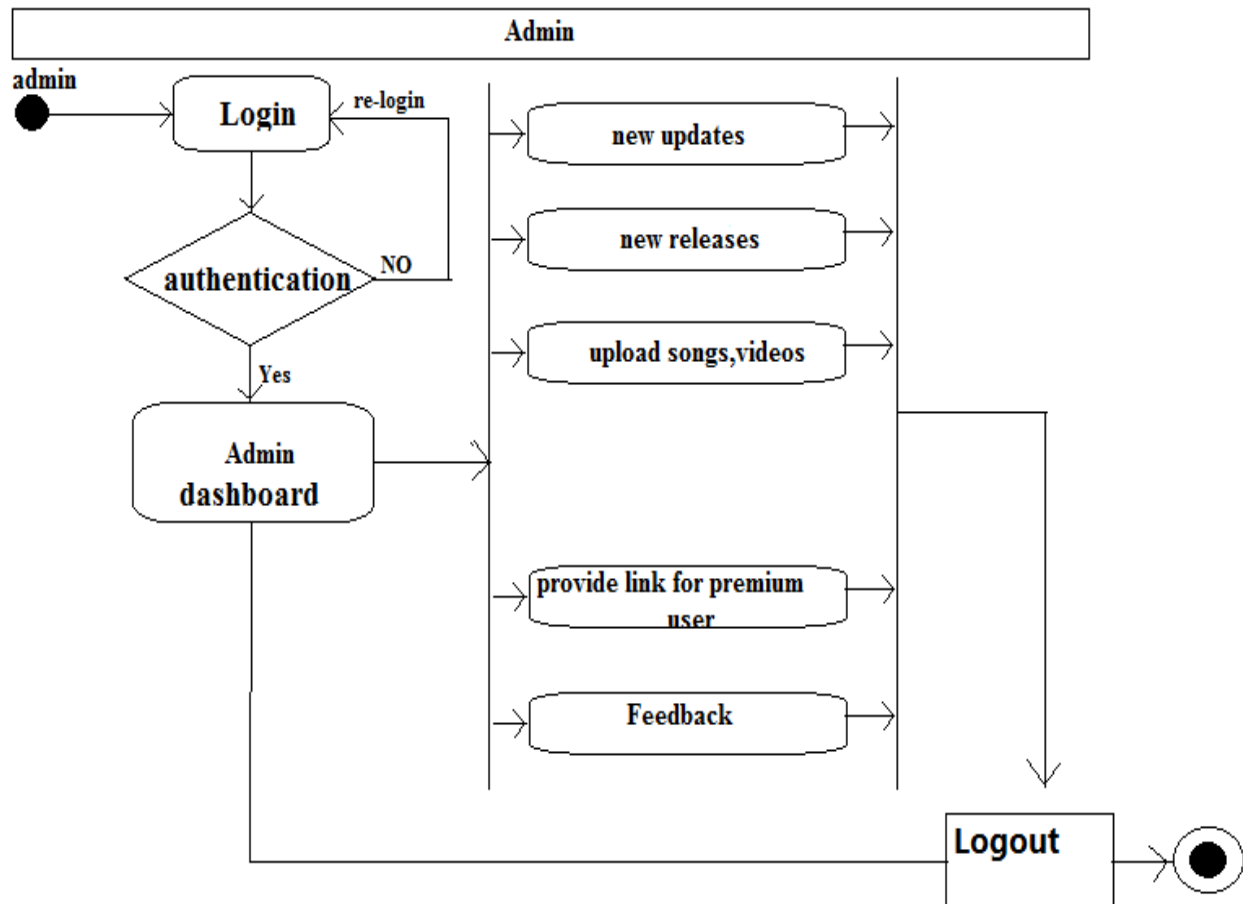 Admin
admin
Login
re-login
authentication
NO
Yes
Admin
dashboard
new updates
new releases
upload songs,videos
provide link for premium
user
Feedback
Logout